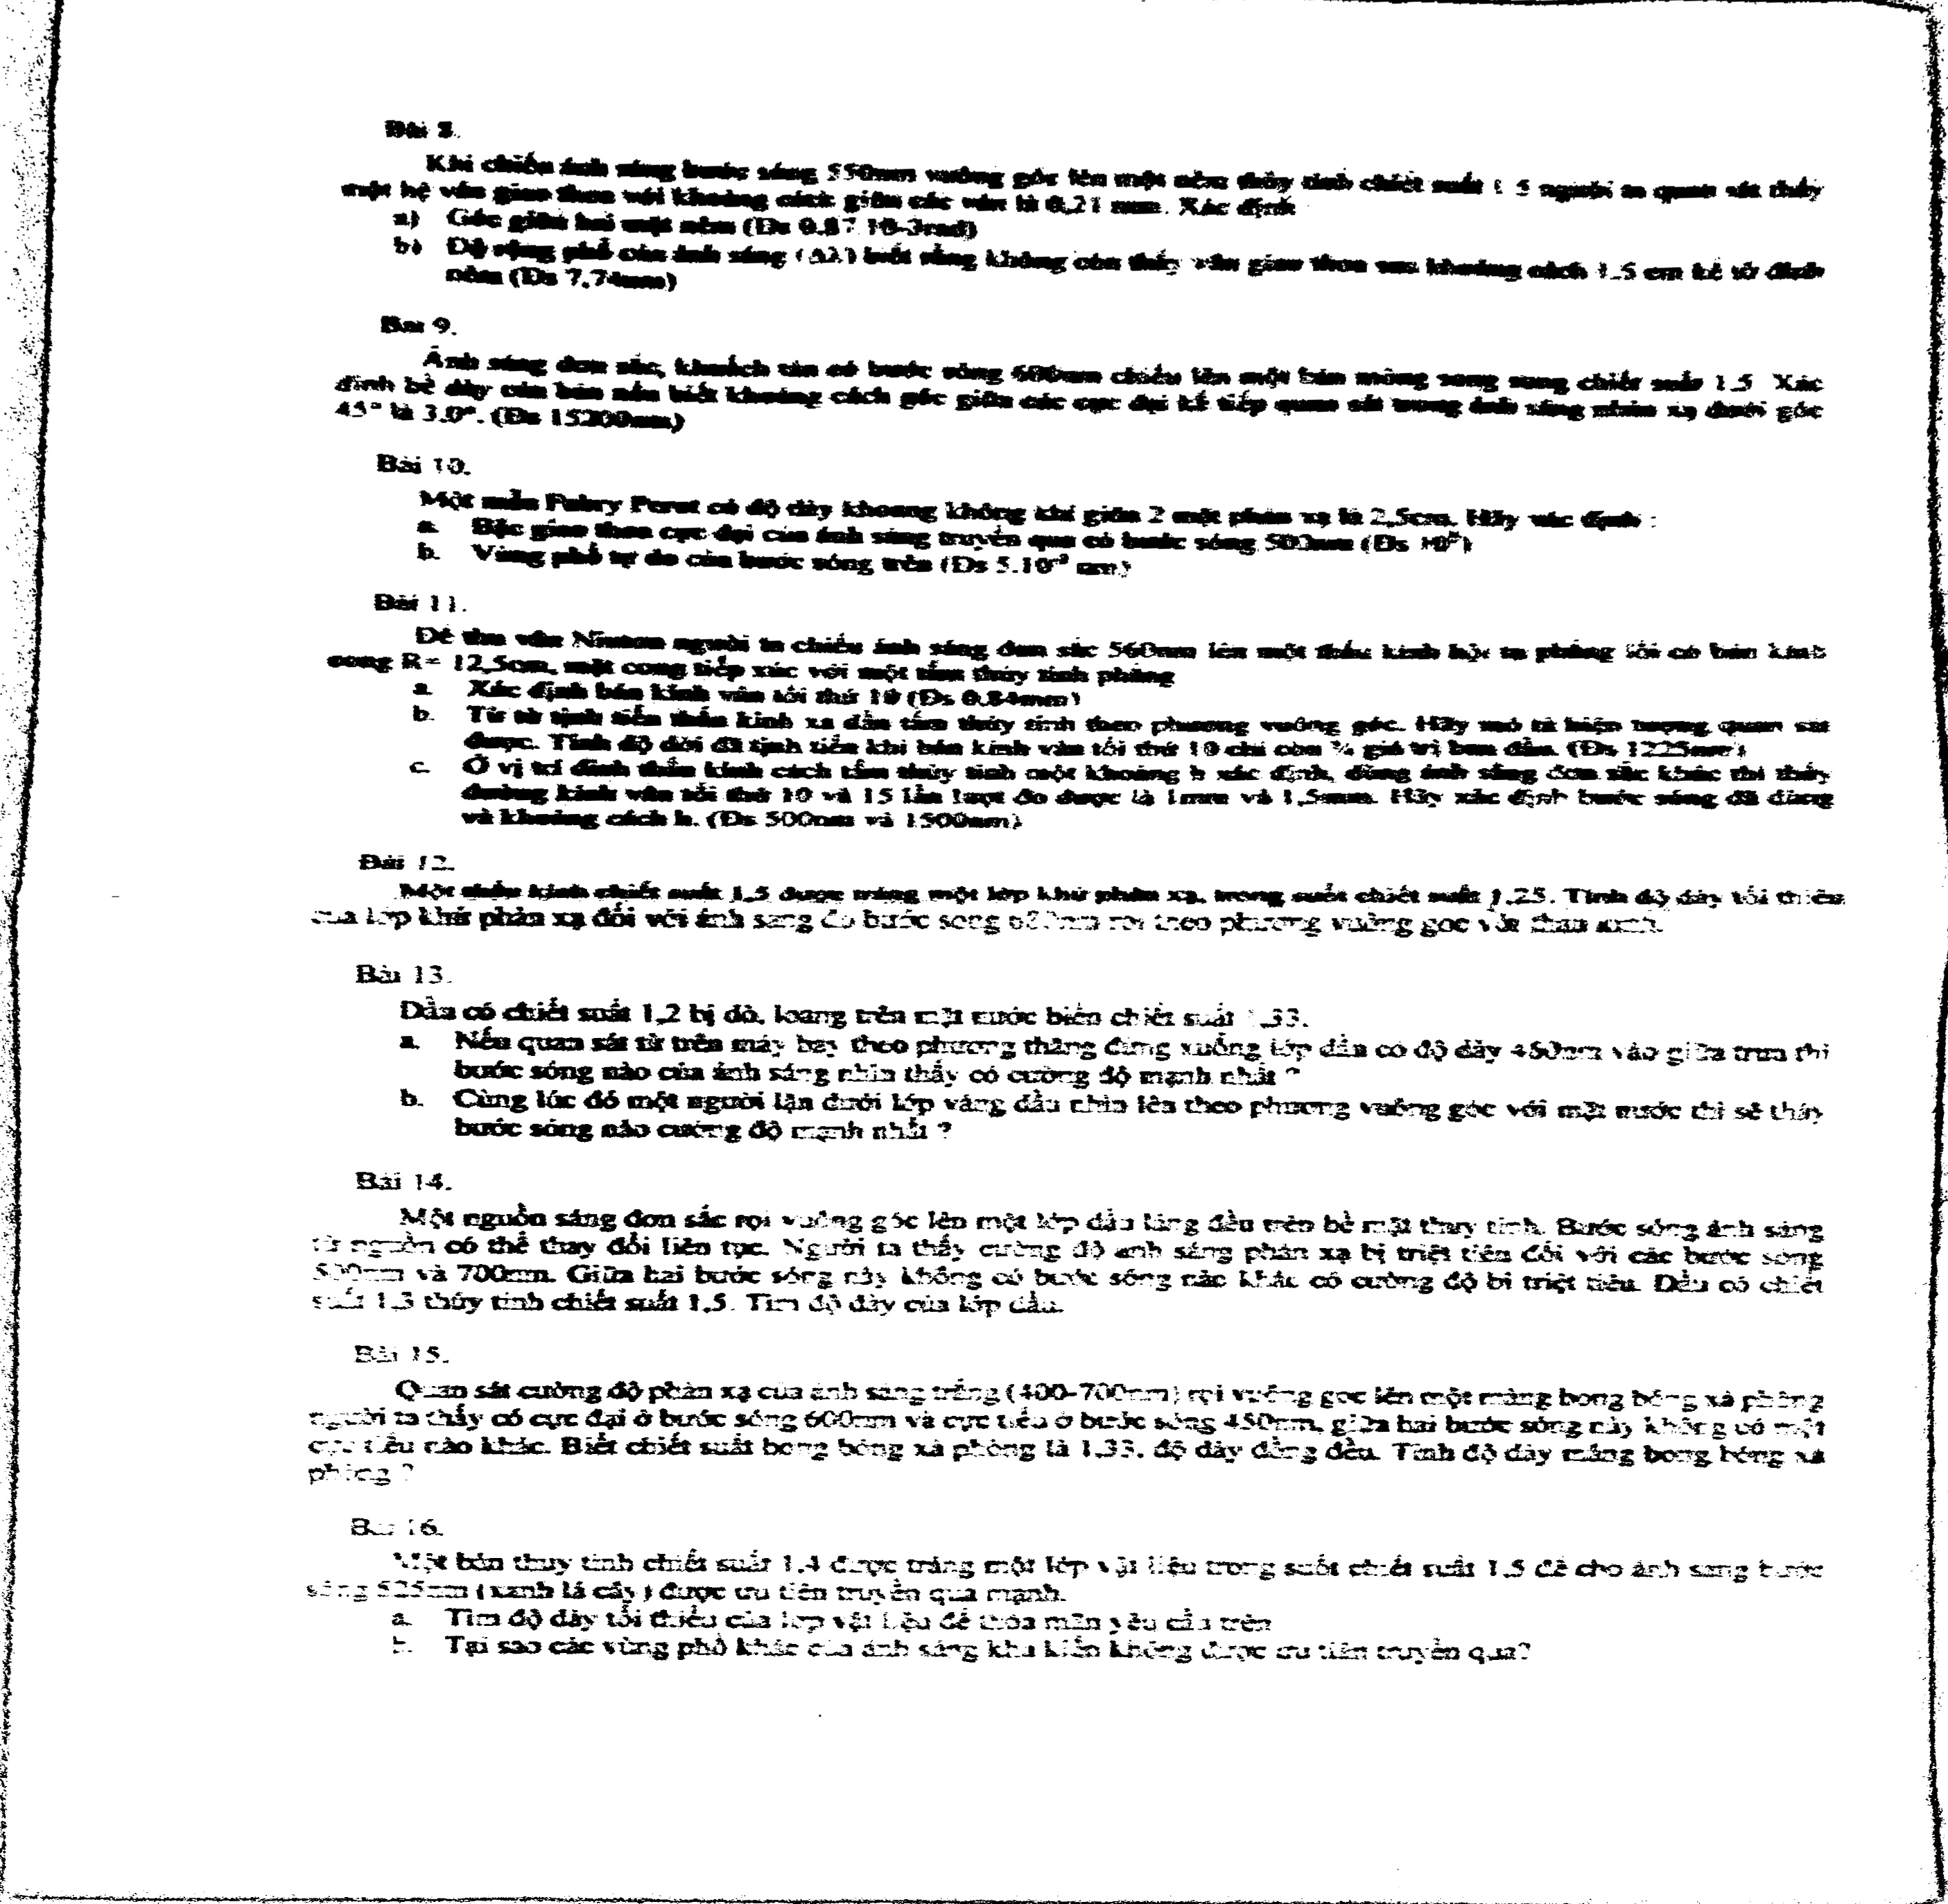 Bài 8.
Khi chiếu ánh sáng bước sóng 550nm vuông góc lên một nêm thủy tinh chiết suất 1.5 người ta quan sát thấy
một hệ vân giao thoa với khoảng cách giữa các vân là 0,21 mm. Xác định
a) Góc giữa hai mặt nêm (Đs 0.87.10-3rad)
b) Độ rộng phổ của ánh sáng (Δλ) biết rằng không còn thấy vân giao thoa sau khoảng cách 1.5 cm kể từ đỉnh
nêm (Đs 7,74nm)
Bài 9.
Ánh sáng đơn sắc, khuếch tán có bước sóng 600nm chiếu lên một bản mỏng song song chiết suất 1.5 Xác
định bề dày của bản nếu biết khoảng cách góc giữa các cực đại kế tiếp quan sát trong ánh sáng phản xạ dưới góc
45° là 3.0°. (Đs 15200nm)
Bài 10.
Một mẫu Fabry Perot có độ dày khoang không khí giữa 2 mặt phản xạ là 2,5cm. Hãy xác định :
a. Bậc giao thoa cực đại của ánh sáng truyền qua có bước sóng 500nm (Đs 10⁵)
b. Vùng phổ tự do của bước sóng trên (Đs 5.10⁻³ nm)
Bài 11.
Để thu vân Niutơn người ta chiếu ánh sáng đơn sắc 560nm lên một thấu kính hội tụ phẳng lồi có bán kính
cong R= 12,5cm, mặt cong tiếp xúc với một tấm thủy tinh phẳng
a. Xác định bán kính vân tối thứ 10 (Đs 0.84mm)
b. Từ từ tịnh tiến thấu kính xa dần tấm thủy tinh theo phương vuông góc. Hãy mô tả hiện tượng quan sát
được. Tính độ dời đã tịnh tiến khi bán kính vân tối thứ 10 chỉ còn ¾ giá trị ban đầu. (Đs 1225nm)
c. Ở vị trí đỉnh thấu kính cách tấm thủy tinh một khoảng h xác định, dùng ánh sáng đơn sắc khác thì thấy
đường kính vân tối thứ 10 và 15 lần lượt đo được là 1mm và 1,5mm. Hãy xác định bước sóng đã dùng
và khoảng cách h. (Đs 500nm và 1500nm)
Bài 12.
Một thấu kính chiết suất 1,5 được tráng một lớp khử phản xạ, trong suốt chiết suất 1.25. Tính độ dày tối thiểu
của lớp khử phản xạ đối với ánh sáng đỏ bước sóng 680nm rọi theo phương vuông góc với thấu kính.
Bài 13.
Dầu có chiết suất 1,2 bị dò, loang trên mặt nước biển chiết suất 1.33.
a. Nếu quan sát từ trên máy bay theo phương thẳng đứng xuống lớp dầu có độ dày 460nm vào giữa trưa thì
bước sóng nào của ánh sáng nhìn thấy có cường độ mạnh nhất ?
b. Cùng lúc đó một người lặn dưới lớp váng dầu nhìn lên theo phương vuông góc với mặt nước thì sẽ thấy
bước sóng nào cường độ mạnh nhất ?
Bài 14.
Một nguồn sáng đơn sắc rọi vuông góc lên một lớp dầu láng đều trên bề mặt thuỷ tinh. Bước sóng ánh sáng
từ nguồn có thể thay đổi liên tục. Người ta thấy cường độ ánh sáng phản xạ bị triệt tiêu đối với các bước sóng
500nm và 700nm. Giữa hai bước sóng này không có bước sóng nào khác có cường độ bị triệt tiêu. Dầu có chiết
suất 1.3 thủy tinh chiết suất 1,5. Tìm độ dày của lớp dầu.
Bài 15.
Quan sát cường độ phản xạ của ánh sáng trắng (400-700nm) rọi vuông góc lên một màng bong bóng xà phòng
người ta thấy có cực đại ở bước sóng 600nm và cực tiểu ở bước sóng 450nm, giữa hai bước sóng này không có một
cực tiểu nào khác. Biết chiết suất bong bóng xà phòng là 1.33, độ dày đồng đều. Tính độ dày màng bong bóng xà
phòng ?
Bài 16.
Một bản thuỷ tinh chiết suất 1.4 được tráng một lớp vật liệu trong suốt chiết suất 1.5 để cho ánh sáng bước
sóng 525nm (xanh lá cây) được ưu tiên truyền qua mạnh.
a. Tìm độ dày tối thiểu của lớp vật liệu để thỏa mãn yêu cầu trên
b. Tại sao các vùng phổ khác của ánh sáng khả kiến không được ưu tiên truyền qua?